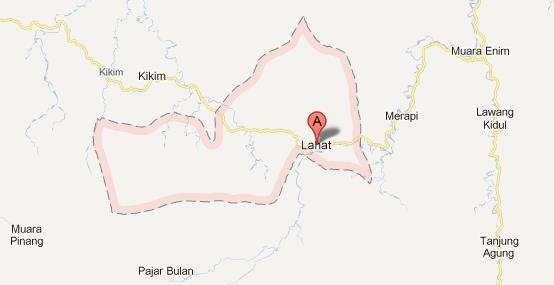 Muara Enim
Kikim
Kikim
A
Merapi
Lawang
Kidul
Lahat
Muara
Pinang
Tanjung
Agung
Pajar Bulan